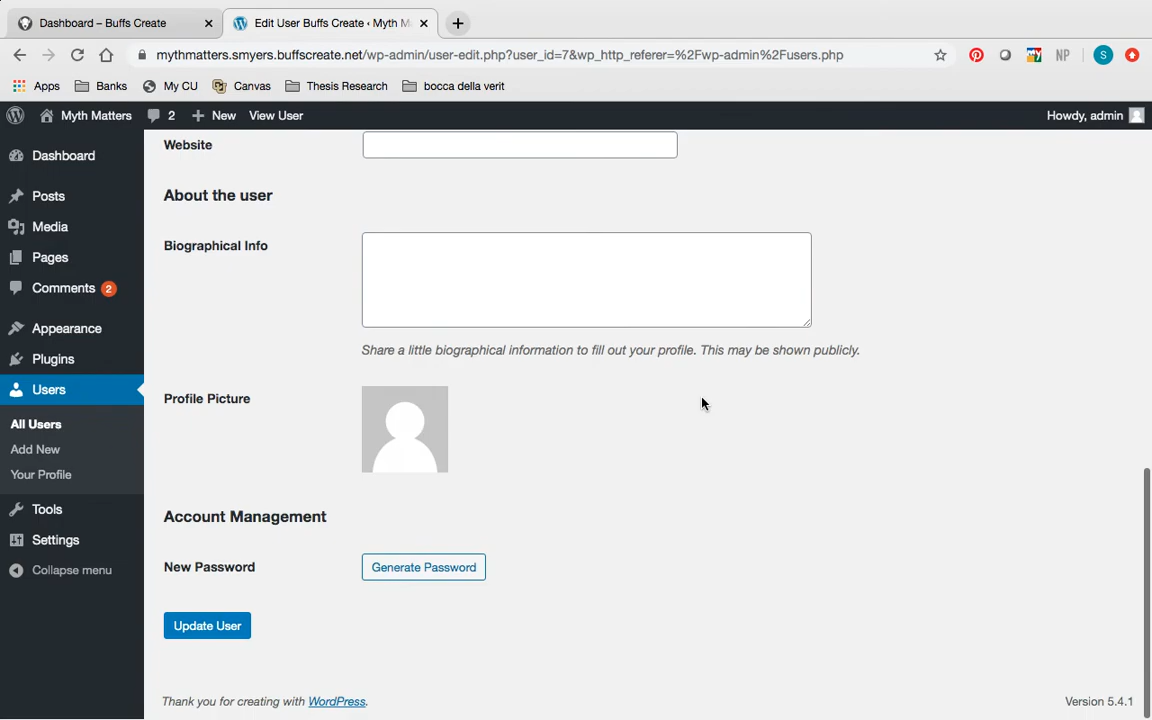 Dashboard – Buffs Create
Edit User Buffs Create ‹ Myth M
mythmatters.smyers.buffscreate.net/wp-admin/user-edit.php?user_id=7&wp_http_referer=%2Fwp-admin%2Fusers.php
NP
S
Apps
Banks
My CU
Canvas
Thesis Research
bocca della verit
Myth Matters
2
New
View User
Howdy, admin
Dashboard
Posts
Media
Pages
Comments 2
Appearance
Plugins
Users
All Users
Add New
Your Profile
Tools
Settings
Collapse menu
Website
About the user
Biographical Info
Share a little biographical information to fill out your profile. This may be shown publicly.
Profile Picture
Account Management
New Password
Generate Password
Update User
Thank you for creating with WordPress.
Version 5.4.1